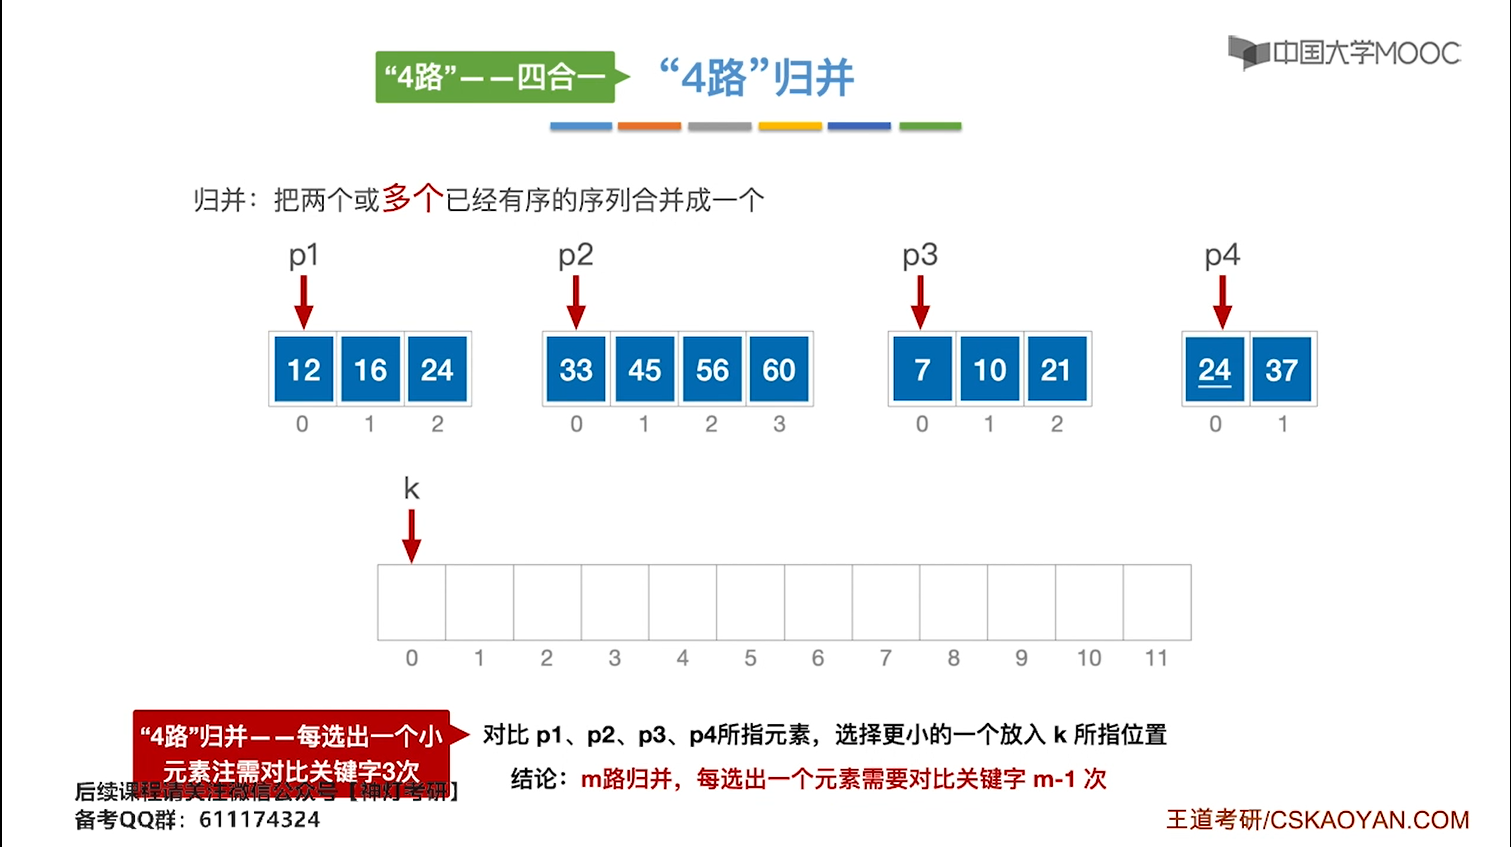 “4路”——四合一
“4路”归并
中国大学MOOC
归并：把两个或多个已经有序的序列合并成一个
p1 p2 p3 p4
12 16 24 33 45 56 60 7 10 21 24 37
0 1 2 0 1 2 3 0 1 2 0 1
k
0 1 2 3 4 5 6 7 8 9 10 11
“4路”归并——每选出一个小
元素注需对比关键字3次
对比 p1、p2、p3、p4所指元素，选择更小的一个放入 k 所指位置
结论：m路归并，每选出一个元素需要对比关键字 m-1 次
后续课程请关注微信公众号【神灯考研】
备考QQ群：611174324
王道考研/CSKAOYAN.COM